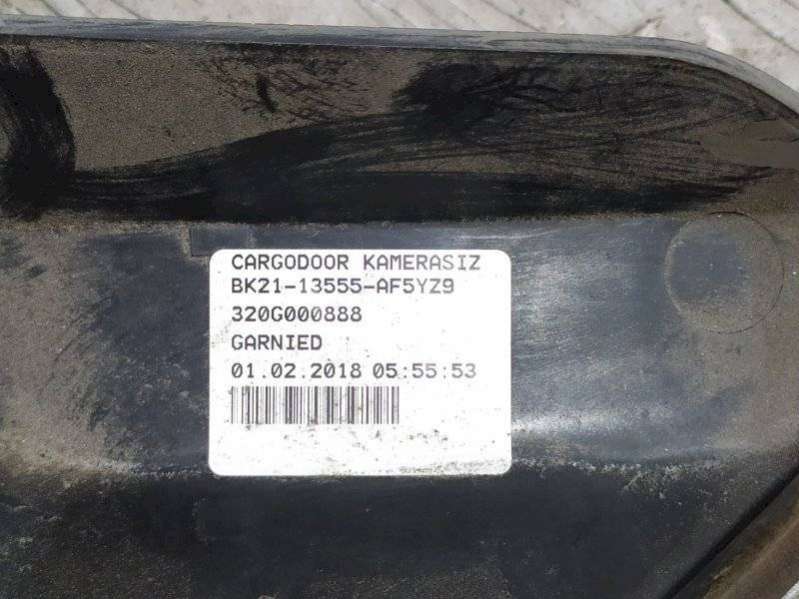 CARGODOOR KAMERASIZ
BK21-13555-AF5YZ9
320G000888
GARNIED
01.02.2018 05:55:53